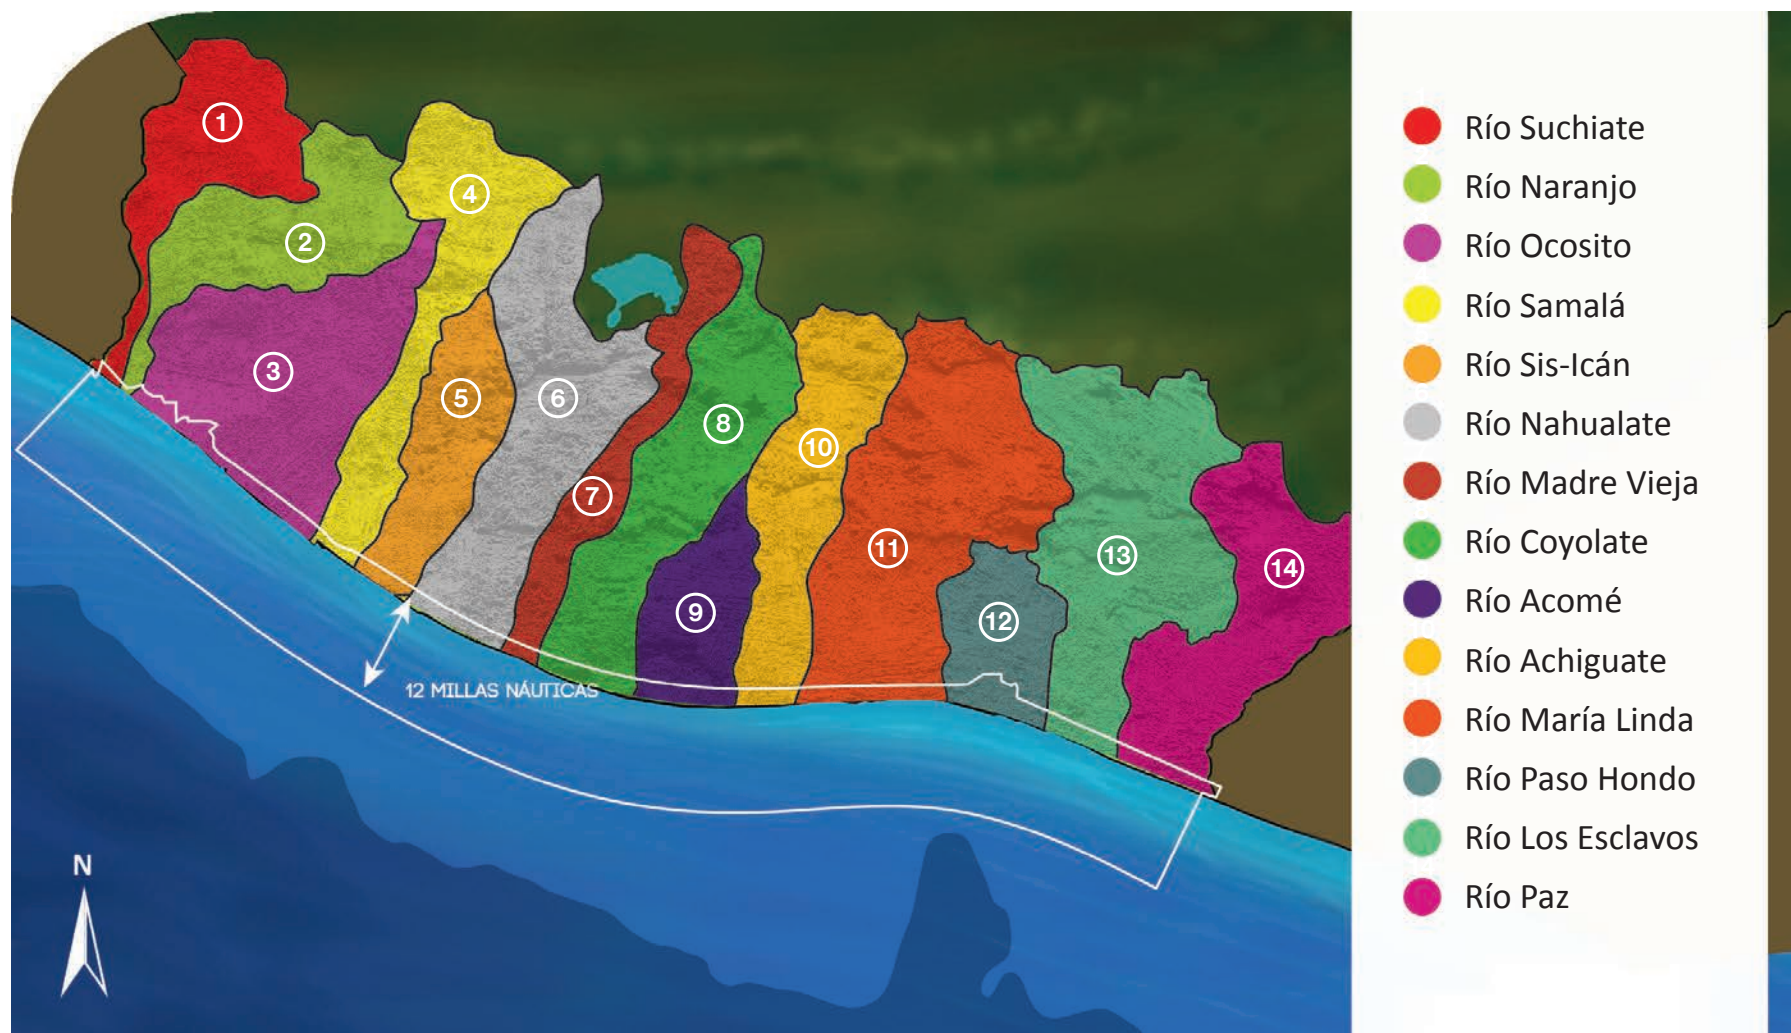 1
2
3
4
5
6
7
8
9
10
11
12
13
14
12 MILLAS NÁUTICAS
N
Río Suchiate
Río Naranjo
Río Ocosito
Río Samalá
Río Sis-Icán
Río Nahualate
Río Madre Vieja
Río Coyolate
Río Acomé
Río Achiguate
Río María Linda
Río Paso Hondo
Río Los Esclavos
Río Paz